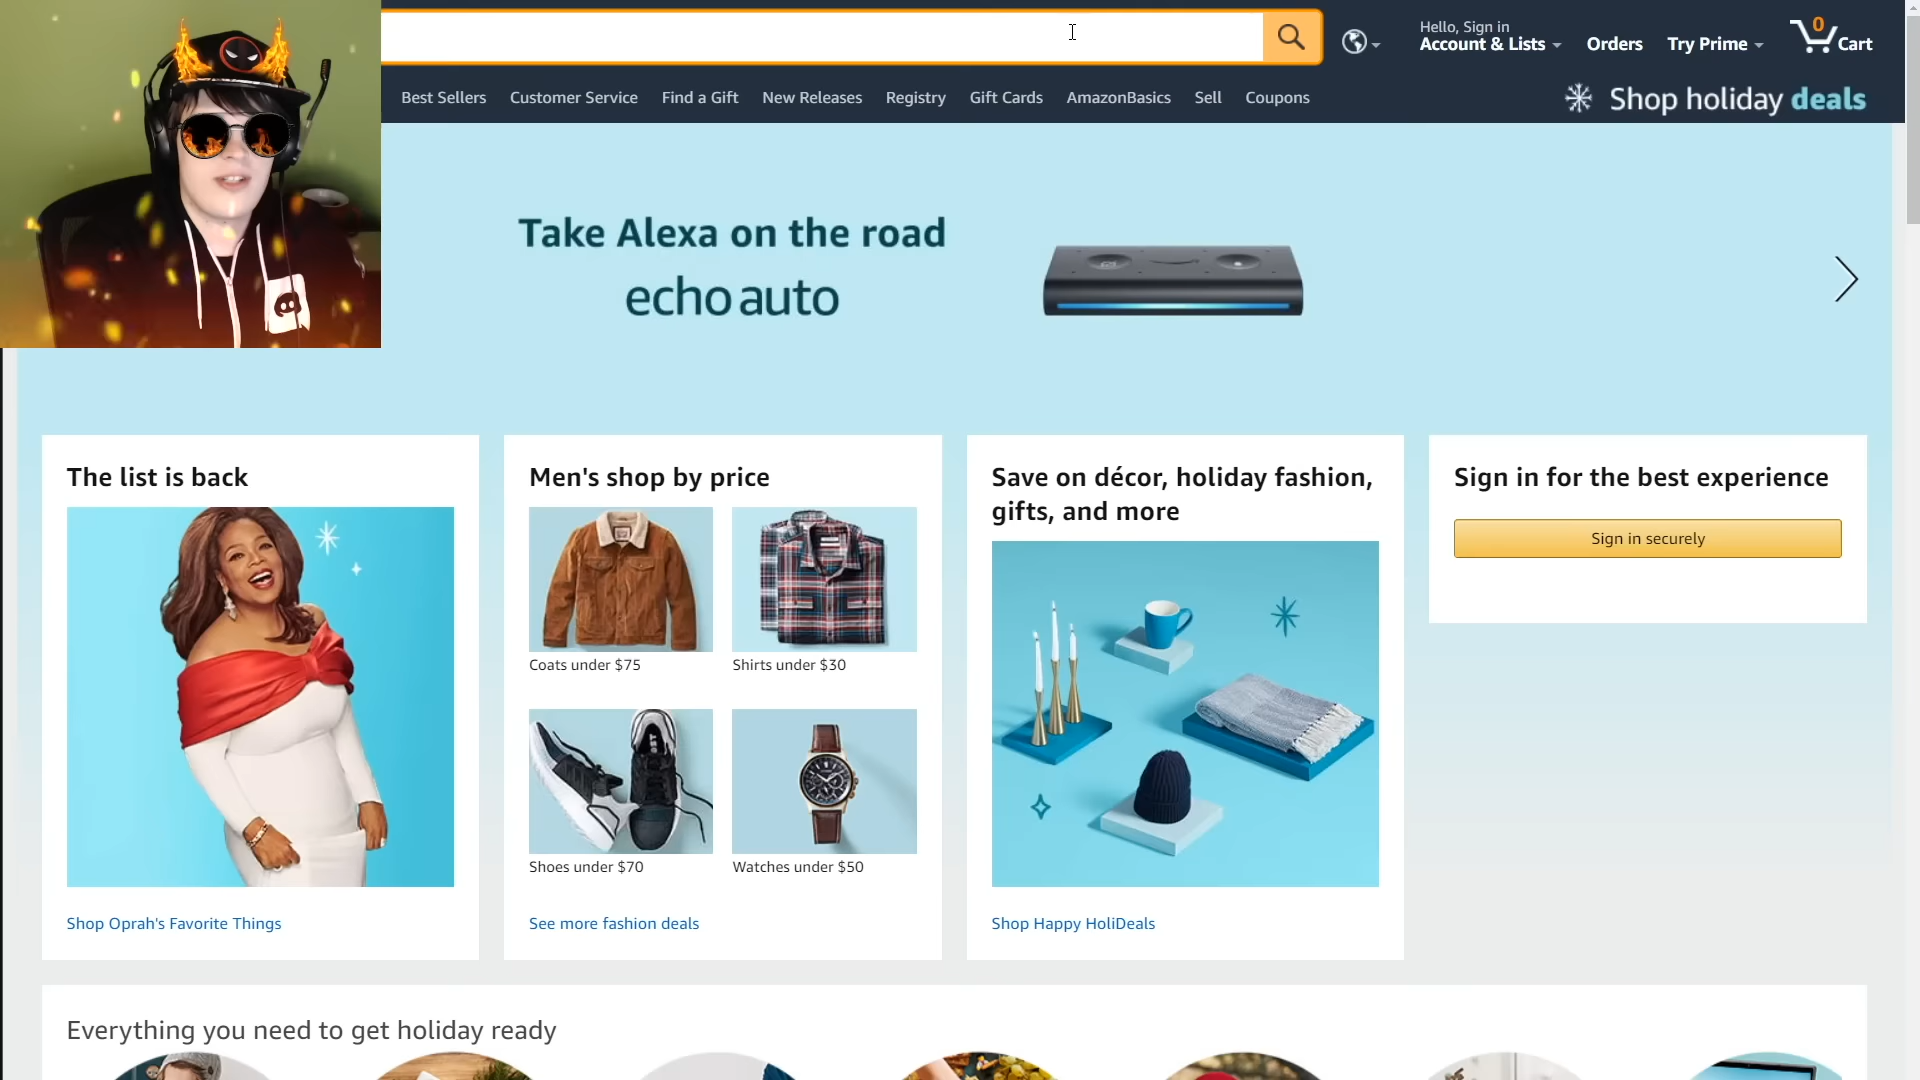 Hello, Sign in
Account & Lists
Orders
Try Prime
0
Cart
Best Sellers
Customer Service
Find a Gift
New Releases
Registry
Gift Cards
AmazonBasics
Sell
Coupons
Shop holiday deals
Take Alexa on the road
echo auto
The list is back
Shop Oprah's Favorite Things
Men's shop by price
Coats under $75
Shirts under $30
Shoes under $70
Watches under $50
See more fashion deals
Save on décor, holiday fashion,
gifts, and more
Shop Happy HoliDeals
Sign in for the best experience
Sign in securely
Everything you need to get holiday ready